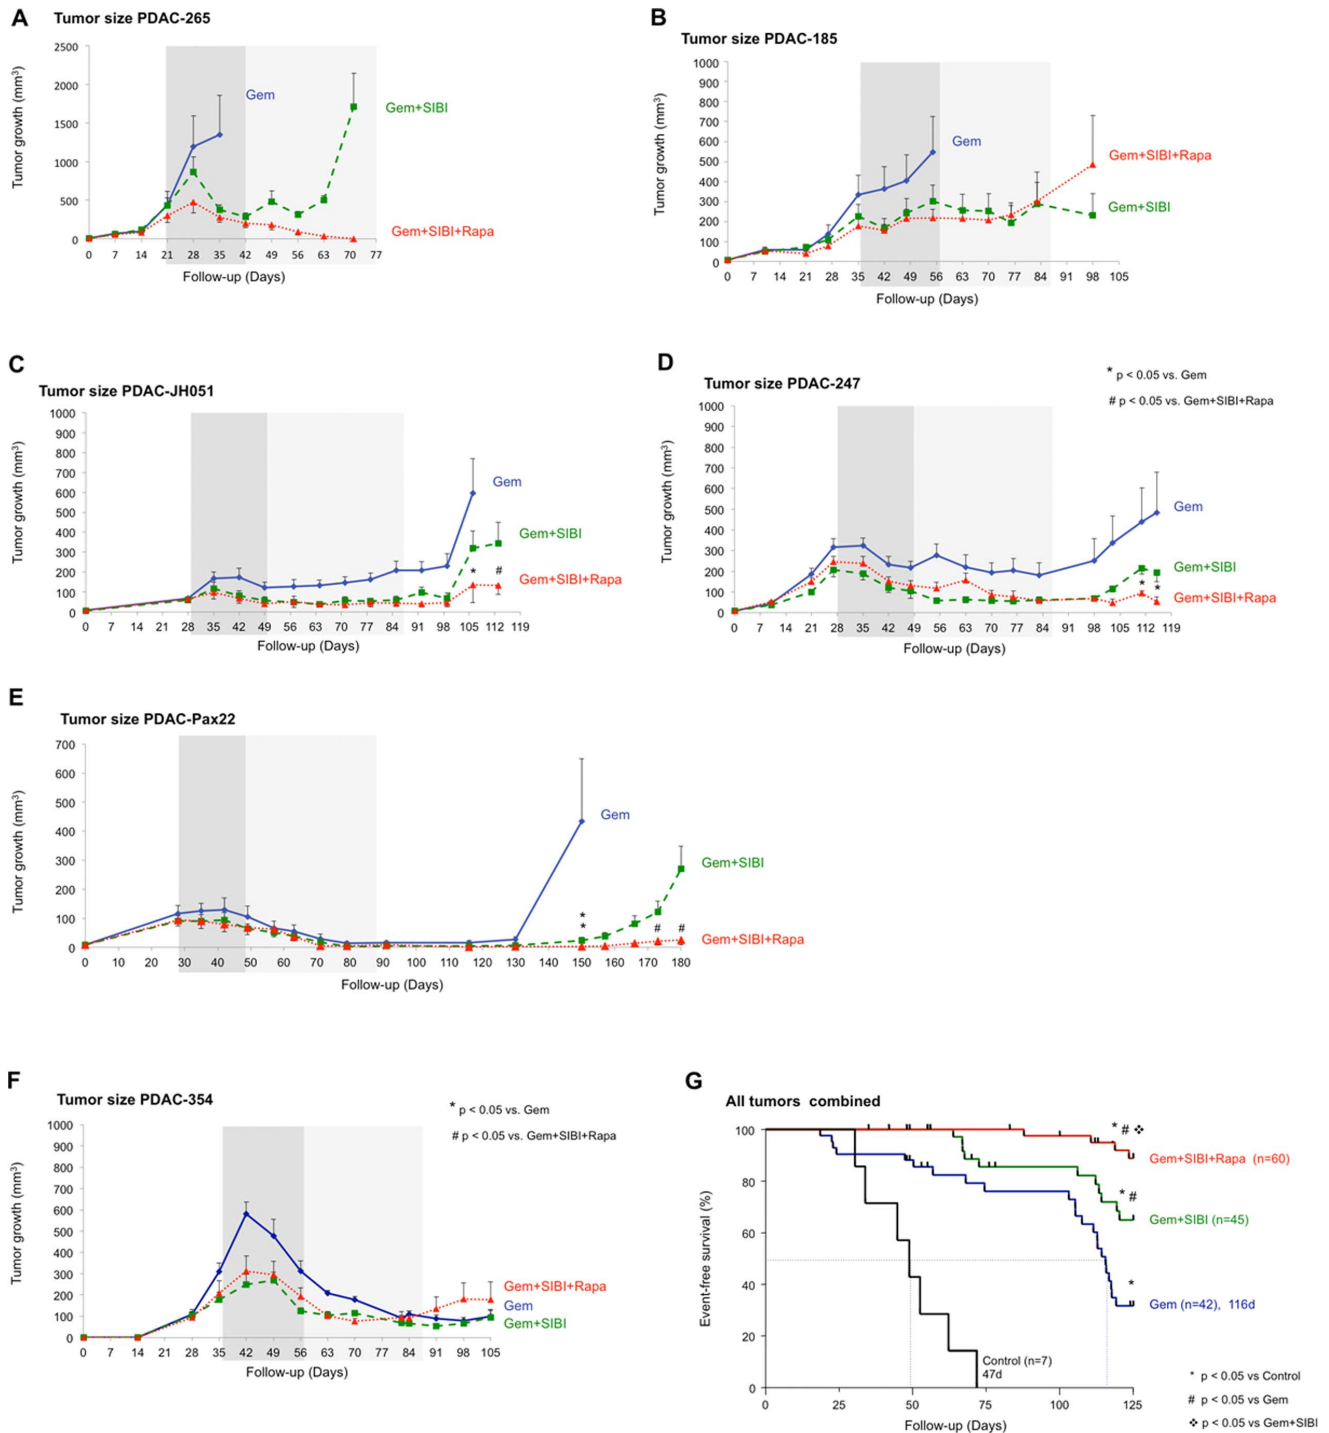 A
Tumor size PDAC-265
Tumor growth (mm³)
2500
2000
1500
1000
500
0
Gem
Gem+SIBI
Gem+SIBI+Rapa
0 7 14 21 28 35 42 49 56 63 70 77
Follow-up (Days)
B
Tumor size PDAC-185
Tumor growth (mm³)
1000
900
800
700
600
500
400
300
200
100
0
Gem
Gem+SIBI+Rapa
Gem+SIBI
0 7 14 21 28 35 42 49 56 63 70 77 84 91 98 105
Follow-up (Days)
C
Tumor size PDAC-JH051
Tumor growth (mm³)
1000
900
800
700
600
500
400
300
200
100
0
Gem
Gem+SIBI
Gem+SIBI+Rapa
* #
0 7 14 21 28 35 42 49 56 63 70 77 84 91 98 105 112 119
Follow-up (Days)
D
Tumor size PDAC-247
* p < 0.05 vs. Gem
# p < 0.05 vs. Gem+SIBI+Rapa
Tumor growth (mm³)
1000
900
800
700
600
500
400
300
200
100
0
Gem
Gem+SIBI
Gem+SIBI+Rapa
* *
0 7 14 21 28 35 42 49 56 63 70 77 84 91 98 105 112 119
Follow-up (Days)
E
Tumor size PDAC-Pax22
Tumor growth (mm³)
700
600
500
400
300
200
100
0
Gem
Gem+SIBI
Gem+SIBI+Rapa
*
* # #
0 10 20 30 40 50 60 70 80 90 100 110 120 130 140 150 160 170 180
Follow-up (Days)
F
Tumor size PDAC-354
* p < 0.05 vs. Gem
# p < 0.05 vs. Gem+SIBI+Rapa
Tumor growth (mm³)
1000
900
800
700
600
500
400
300
200
100
0
Gem+SIBI+Rapa
Gem
Gem+SIBI
0 7 14 21 28 35 42 49 56 63 70 77 84 91 98 105
Follow-up (Days)
G
All tumors combined
Event-free survival (%)
100
80
60
40
20
0
* # ❖
Gem+SIBI+Rapa (n=60)
* #
Gem+SIBI (n=45)
*
Gem (n=42), 116d
Control (n=7)
47d
0 25 50 75 100 125
Follow-up (Days)
* p < 0.05 vs Control
# p < 0.05 vs Gem
❖ p < 0.05 vs Gem+SIBI